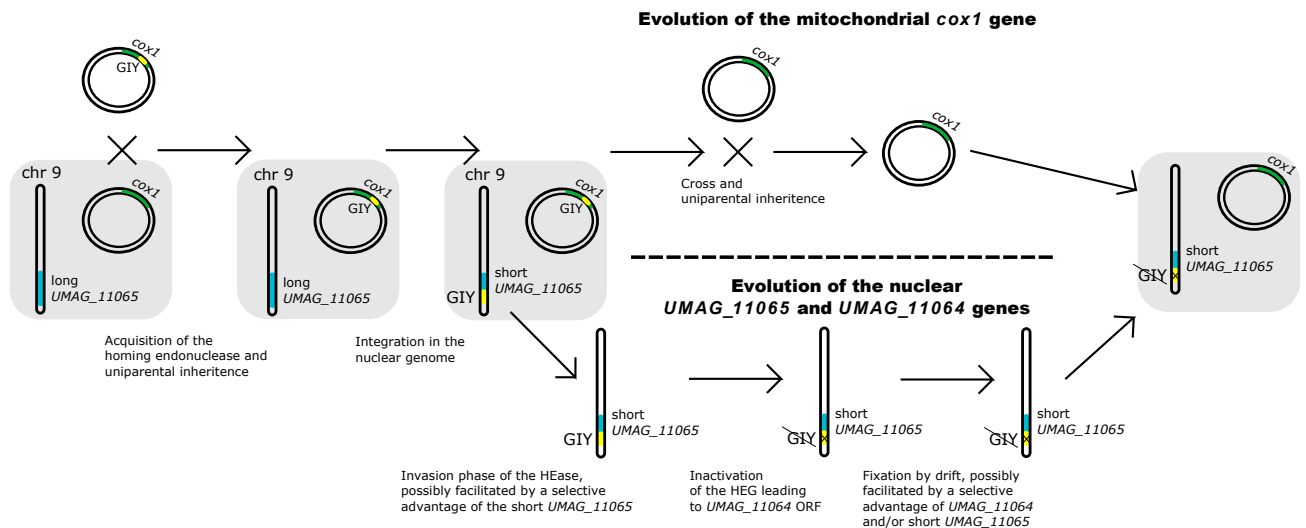 Evolution of the mitochondrial cox1 gene
cox1
GIY
cox1
chr 9
cox1
long
UMAG_11065
chr 9
cox1
GIY
long
UMAG_11065
chr 9
cox1
GIY
short
UMAG_11065
GIY
Cross and
uniparental inheritence
cox1
cox1
short
UMAG_11065
GIY
Acquisition of the
homing endonuclease and
uniparental inheritence
Integration in the
nuclear genome
Evolution of the nuclear
UMAG_11065 and UMAG_11064 genes
short
UMAG_11065
GIY
short
UMAG_11065
GIY
short
UMAG_11065
GIY
Invasion phase of the HEase,
possibly facilitated by a selective
advantage of the short UMAG_11065
Inactivation
of the HEG leading
to UMAG_11064 ORF
Fixation by drift, possibly
facilitated by a selective
advantage of UMAG_11064
and/or short UMAG_11065